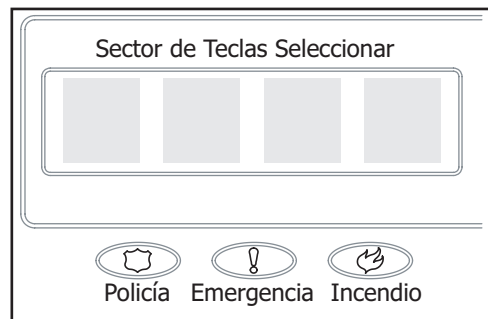 Sector de Teclas Seleccionar
Policía Emergencia Incendio